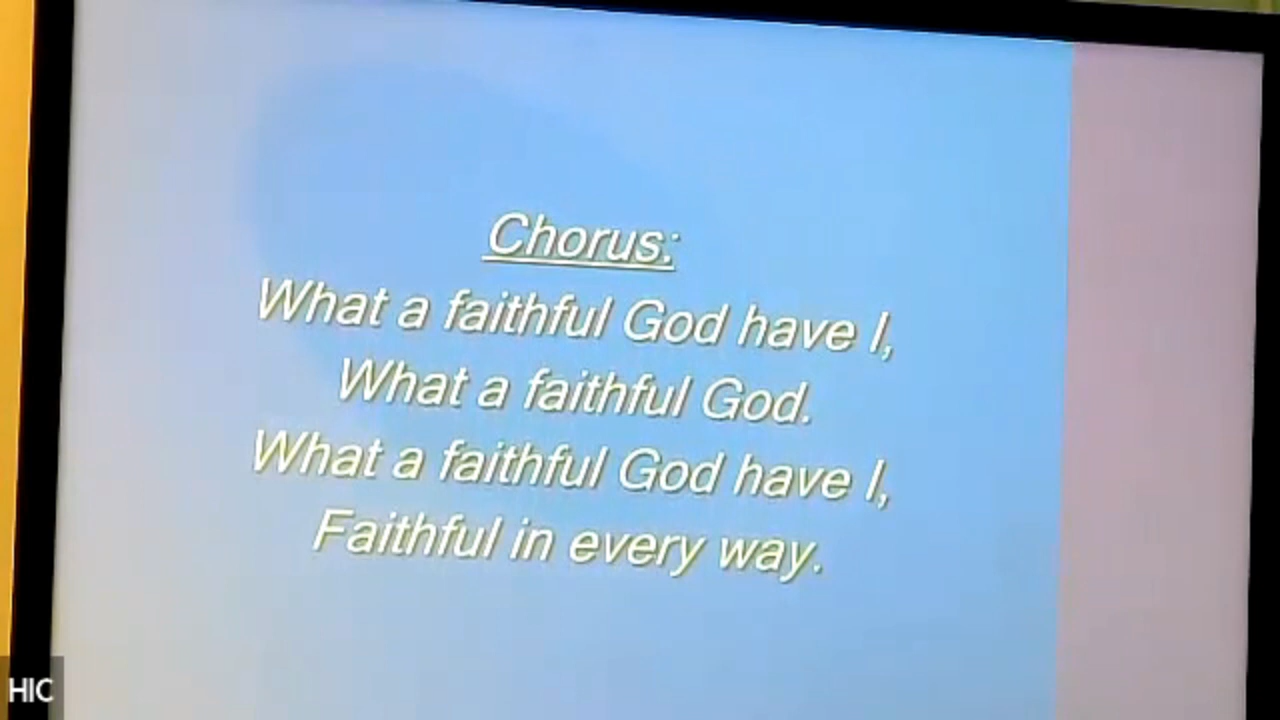 Chorus:
What a faithful God have I,
What a faithful God.
What a faithful God have I,
Faithful in every way.
HIC